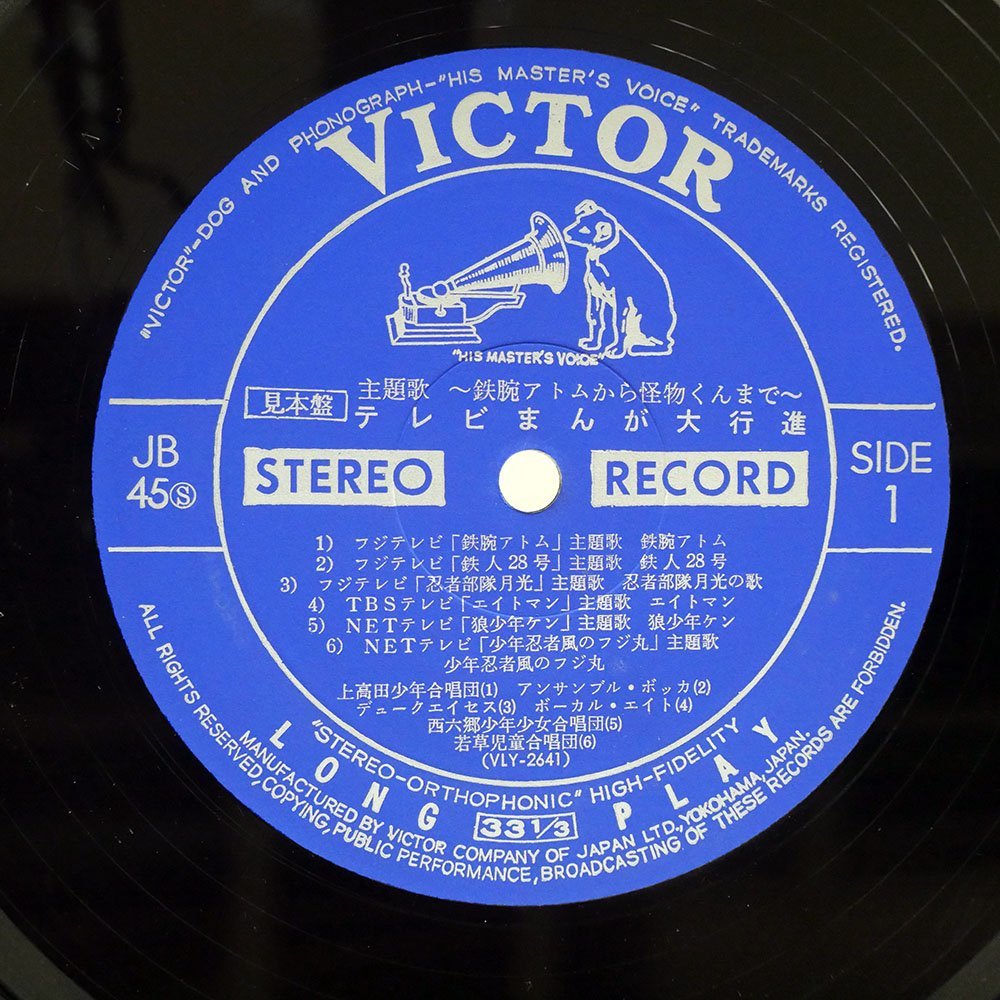 "VICTOR"-DOG AND PHONOGRAPH-"HIS MASTER'S VOICE" TRADEMARKS REGISTERED.
VICTOR
"HIS MASTER'S VOICE"
主題歌 ～鉄腕アトムから怪物くんまで～
見本盤 テレビまんが大行進
JB
45Ⓢ
STEREO RECORD
SIDE
1
1) フジテレビ「鉄腕アトム」主題歌 鉄腕アトム
2) フジテレビ「鉄人28号」主題歌 鉄人28号
3) フジテレビ「忍者部隊月光」主題歌 忍者部隊月光の歌
4) TBSテレビ「エイトマン」主題歌 エイトマン
5) NETテレビ「狼少年ケン」主題歌 狼少年ケン
6) NETテレビ「少年忍者風のフジ丸」主題歌
少年忍者風のフジ丸
上高田少年合唱団(1) アンサンブル・ボッカ(2)
デュークエイセス(3) ボーカル・エイト(4)
西六郷少年少女合唱団(5)
若草児童合唱団(6)
(VLY-2641)
"STEREO-ORTHOPHONIC" HIGH-FIDELITY
LONG 33 1/3 PLAY
MANUFACTURED BY VICTOR COMPANY OF JAPAN LTD., YOKOHAMA, JAPAN.
ALL RIGHTS RESERVED, COPYING, PUBLIC PERFORMANCE, BROADCASTING OF THESE RECORDS ARE FORBIDDEN.